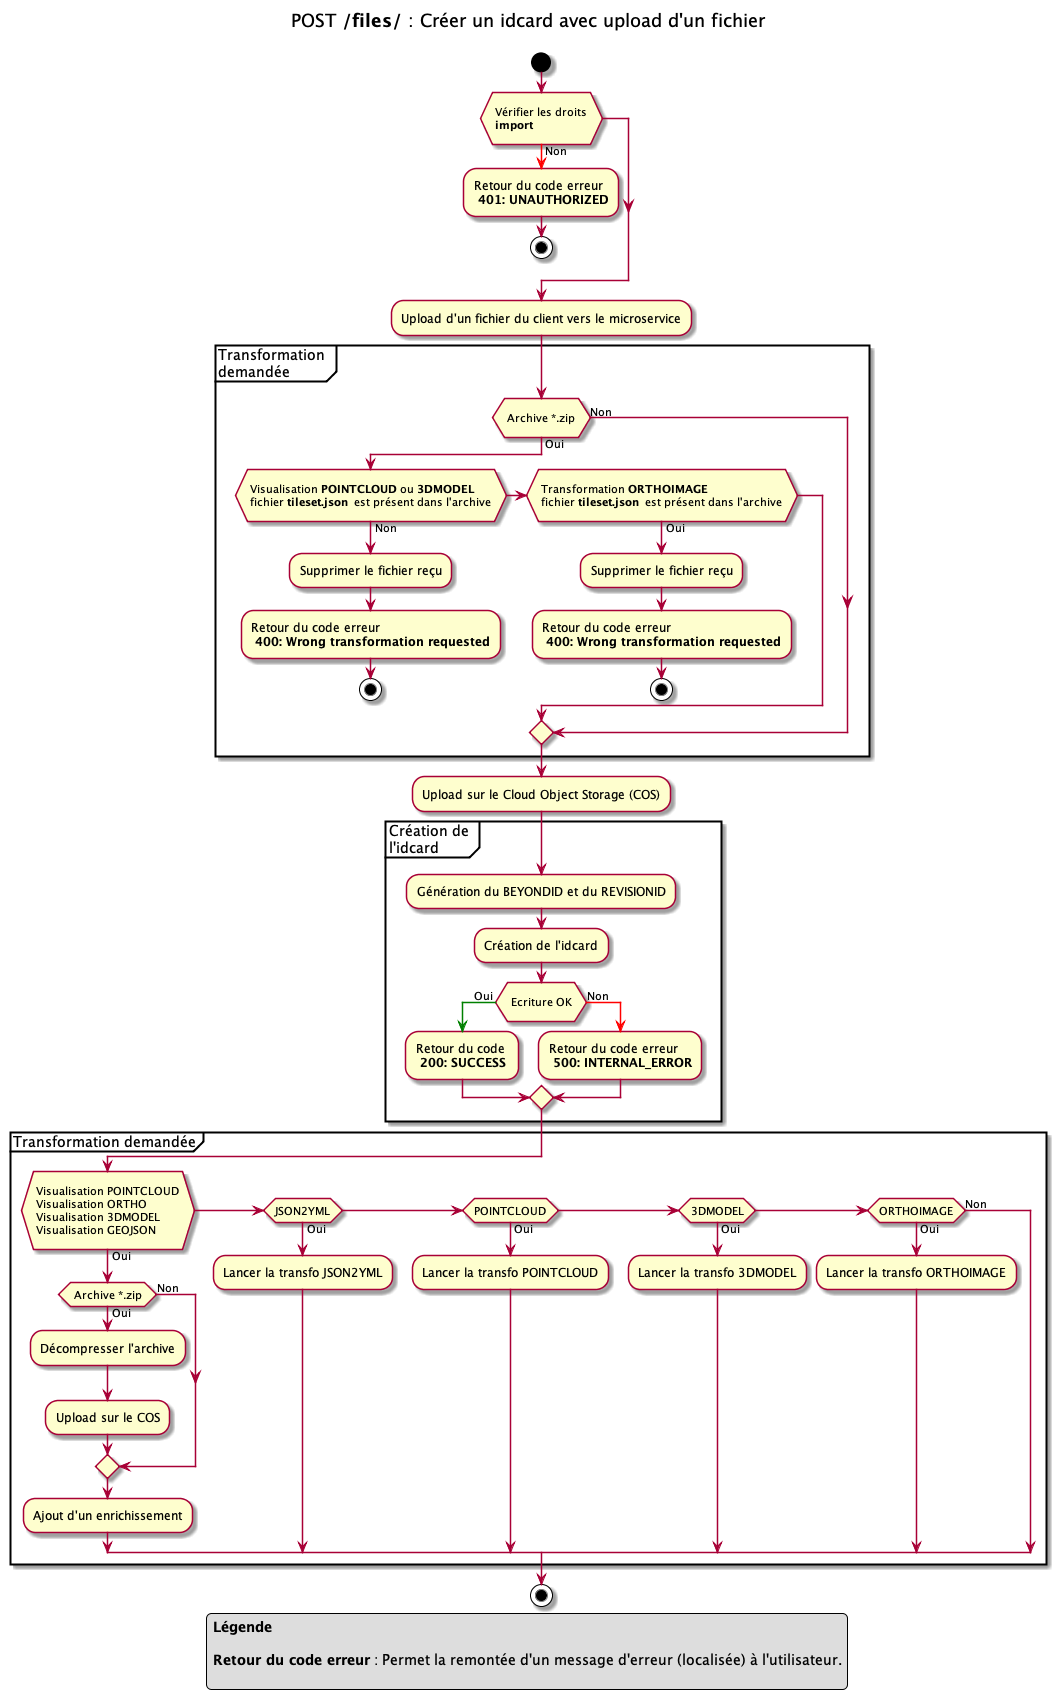 POST /files/ : Créer un idcard avec upload d'un fichier
Vérifier les droits
import
Non
Retour du code erreur
401: UNAUTHORIZED
Upload d'un fichier du client vers le microservice
Transformation
demandée
Archive *.zip
Non
Oui
Visualisation POINTCLOUD ou 3DMODEL
fichier tileset.json est présent dans l'archive
Transformation ORTHOIMAGE
fichier tileset.json est présent dans l'archive
Non
Oui
Supprimer le fichier reçu
Supprimer le fichier reçu
Retour du code erreur
400: Wrong transformation requested
Retour du code erreur
400: Wrong transformation requested
Upload sur le Cloud Object Storage (COS)
Création de
l'idcard
Génération du BEYONDID et du REVISIONID
Création de l'idcard
Oui
Ecriture OK
Non
Retour du code
200: SUCCESS
Retour du code erreur
500: INTERNAL_ERROR
Transformation demandée
Visualisation POINTCLOUD
Visualisation ORTHO
Visualisation 3DMODEL
Visualisation GEOJSON
JSON2YML
POINTCLOUD
3DMODEL
ORTHOIMAGE
Non
Oui
Oui
Oui
Oui
Oui
Lancer la transfo JSON2YML
Lancer la transfo POINTCLOUD
Lancer la transfo 3DMODEL
Lancer la transfo ORTHOIMAGE
Archive *.zip
Non
Oui
Décompresser l'archive
Upload sur le COS
Ajout d'un enrichissement
Légende
Retour du code erreur : Permet la remontée d'un message d'erreur (localisée) à l'utilisateur.